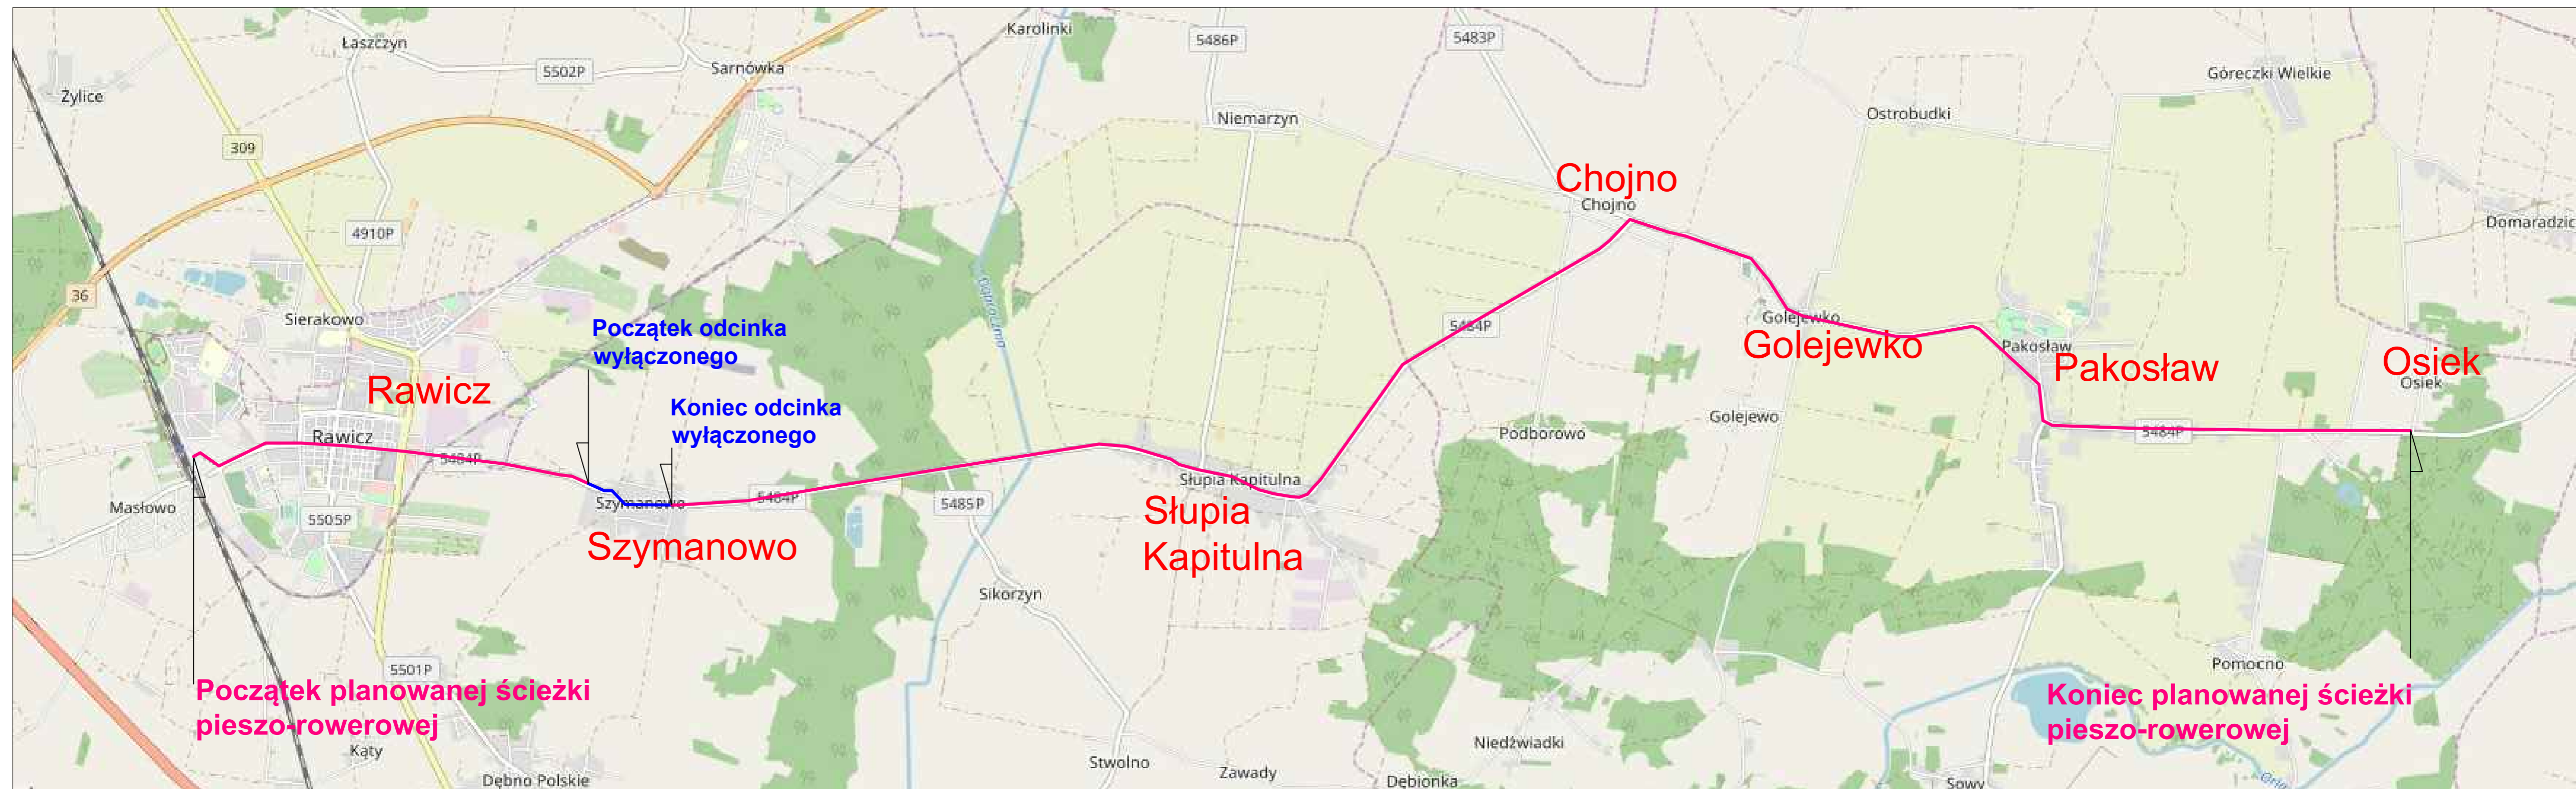 Karolinki
5486P
5483P
Łaszczyn
5502P
Sarnówka
Góreczki Wielkie
Żylice
Niemarzyn
Ostrobudki
309
Chojno
Chojno
4910P
Domaradzic
36
Sierakowo
Początek odcinka
wyłączonego
Dąbroczna
5484P
Golejewko
Golejewko
Pakosław
Pakosław
Osiek
Osiek
Rawicz
Rawicz
Koniec odcinka
wyłączonego
Golejewo
Podborowo
5484P
5484P
Masłowo
5505P
Szymanowo
5484P
5485P
Słupia Kapitulna
Słupia
Kapitulna
Szymanowo
Sikorzyn
5501P
Pomocno
Początek planowanej ścieżki
pieszo-rowerowej
Koniec planowanej ścieżki
pieszo-rowerowej
Kąty
Niedźwiadki
Stwolno
Zawady
Dębno Polskie
Dębionka
Sowy
Orla